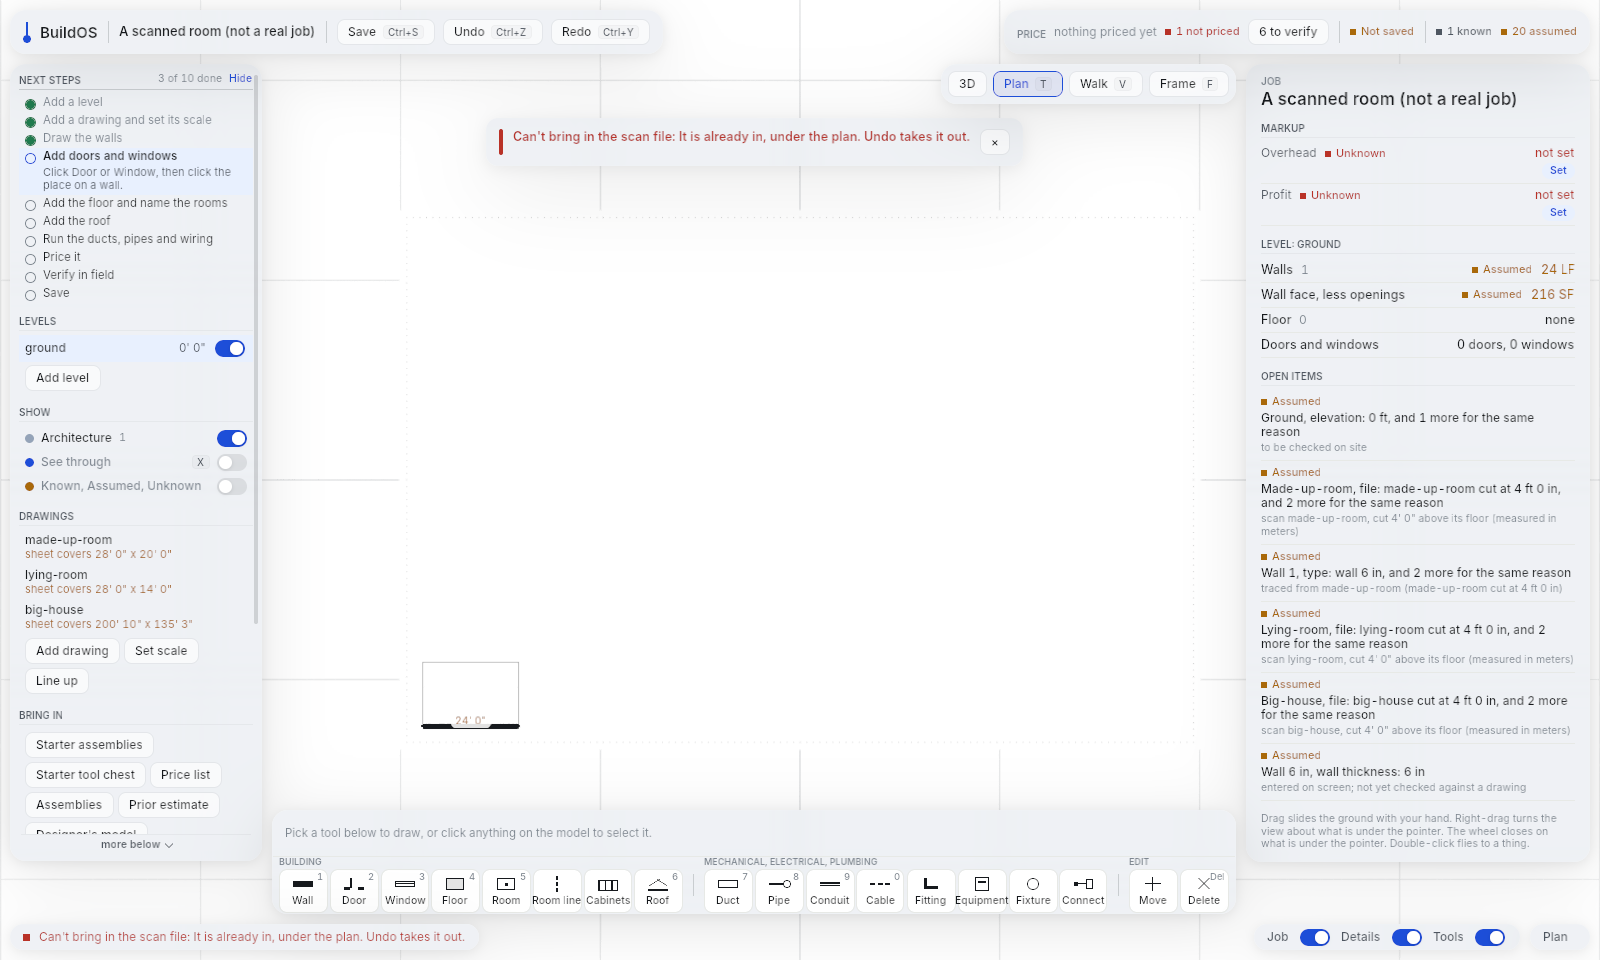 BuildOS
A scanned room (not a real job)
Save Ctrl+S
Undo Ctrl+Z
Redo Ctrl+Y
PRICE nothing priced yet 1 not priced
6 to verify
Not saved
1 known 20 assumed
3D
Plan T
Walk V
Frame F
Can't bring in the scan file: It is already in, under the plan. Undo takes it out. ×
NEXT STEPS 3 of 10 done Hide
Add a level
Add a drawing and set its scale
Draw the walls
Add doors and windows
Click Door or Window, then click the
place on a wall.
Add the floor and name the rooms
Add the roof
Run the ducts, pipes and wiring
Price it
Verify in field
Save
LEVELS
ground 0' 0"
Add level
SHOW
Architecture 1
See through X
Known, Assumed, Unknown
DRAWINGS
made-up-room
sheet covers 28' 0" x 20' 0"
lying-room
sheet covers 28' 0" x 14' 0"
big-house
sheet covers 200' 10" x 135' 3"
Add drawing Set scale
Line up
BRING IN
Starter assemblies
Starter tool chest Price list
Assemblies Prior estimate
Designer's model
more below
24' 0"
JOB
A scanned room (not a real job)
MARKUP
Overhead Unknown not set
Set
Profit Unknown not set
Set
LEVEL: GROUND
Walls 1 Assumed 24 LF
Wall face, less openings Assumed 216 SF
Floor 0 none
Doors and windows 0 doors, 0 windows
OPEN ITEMS
Assumed
Ground, elevation: 0 ft, and 1 more for the same
reason
to be checked on site
Assumed
Made-up-room, file: made-up-room cut at 4 ft 0 in,
and 2 more for the same reason
scan made-up-room, cut 4' 0" above its floor (measured in
meters)
Assumed
Wall 1, type: wall 6 in, and 2 more for the same reason
traced from made-up-room (made-up-room cut at 4 ft 0 in)
Assumed
Lying-room, file: lying-room cut at 4 ft 0 in, and 2
more for the same reason
scan lying-room, cut 4' 0" above its floor (measured in meters)
Assumed
Big-house, file: big-house cut at 4 ft 0 in, and 2 more
for the same reason
scan big-house, cut 4' 0" above its floor (measured in meters)
Assumed
Wall 6 in, wall thickness: 6 in
entered on screen; not yet checked against a drawing
Drag slides the ground with your hand. Right-drag turns the
view about what is under the pointer. The wheel closes on
what is under the pointer. Double-click flies to a thing.
Pick a tool below to draw, or click anything on the model to select it.
BUILDING
Wall 1
Door 2
Window 3
Floor 4
Room 5
Room line
Cabinets
Roof 6
MECHANICAL, ELECTRICAL, PLUMBING
Duct 7
Pipe 8
Conduit 9
Cable 0
Fitting
Equipment
Fixture
Connect
EDIT
Move
Delete Del
Can't bring in the scan file: It is already in, under the plan. Undo takes it out.
Job Details Tools Plan